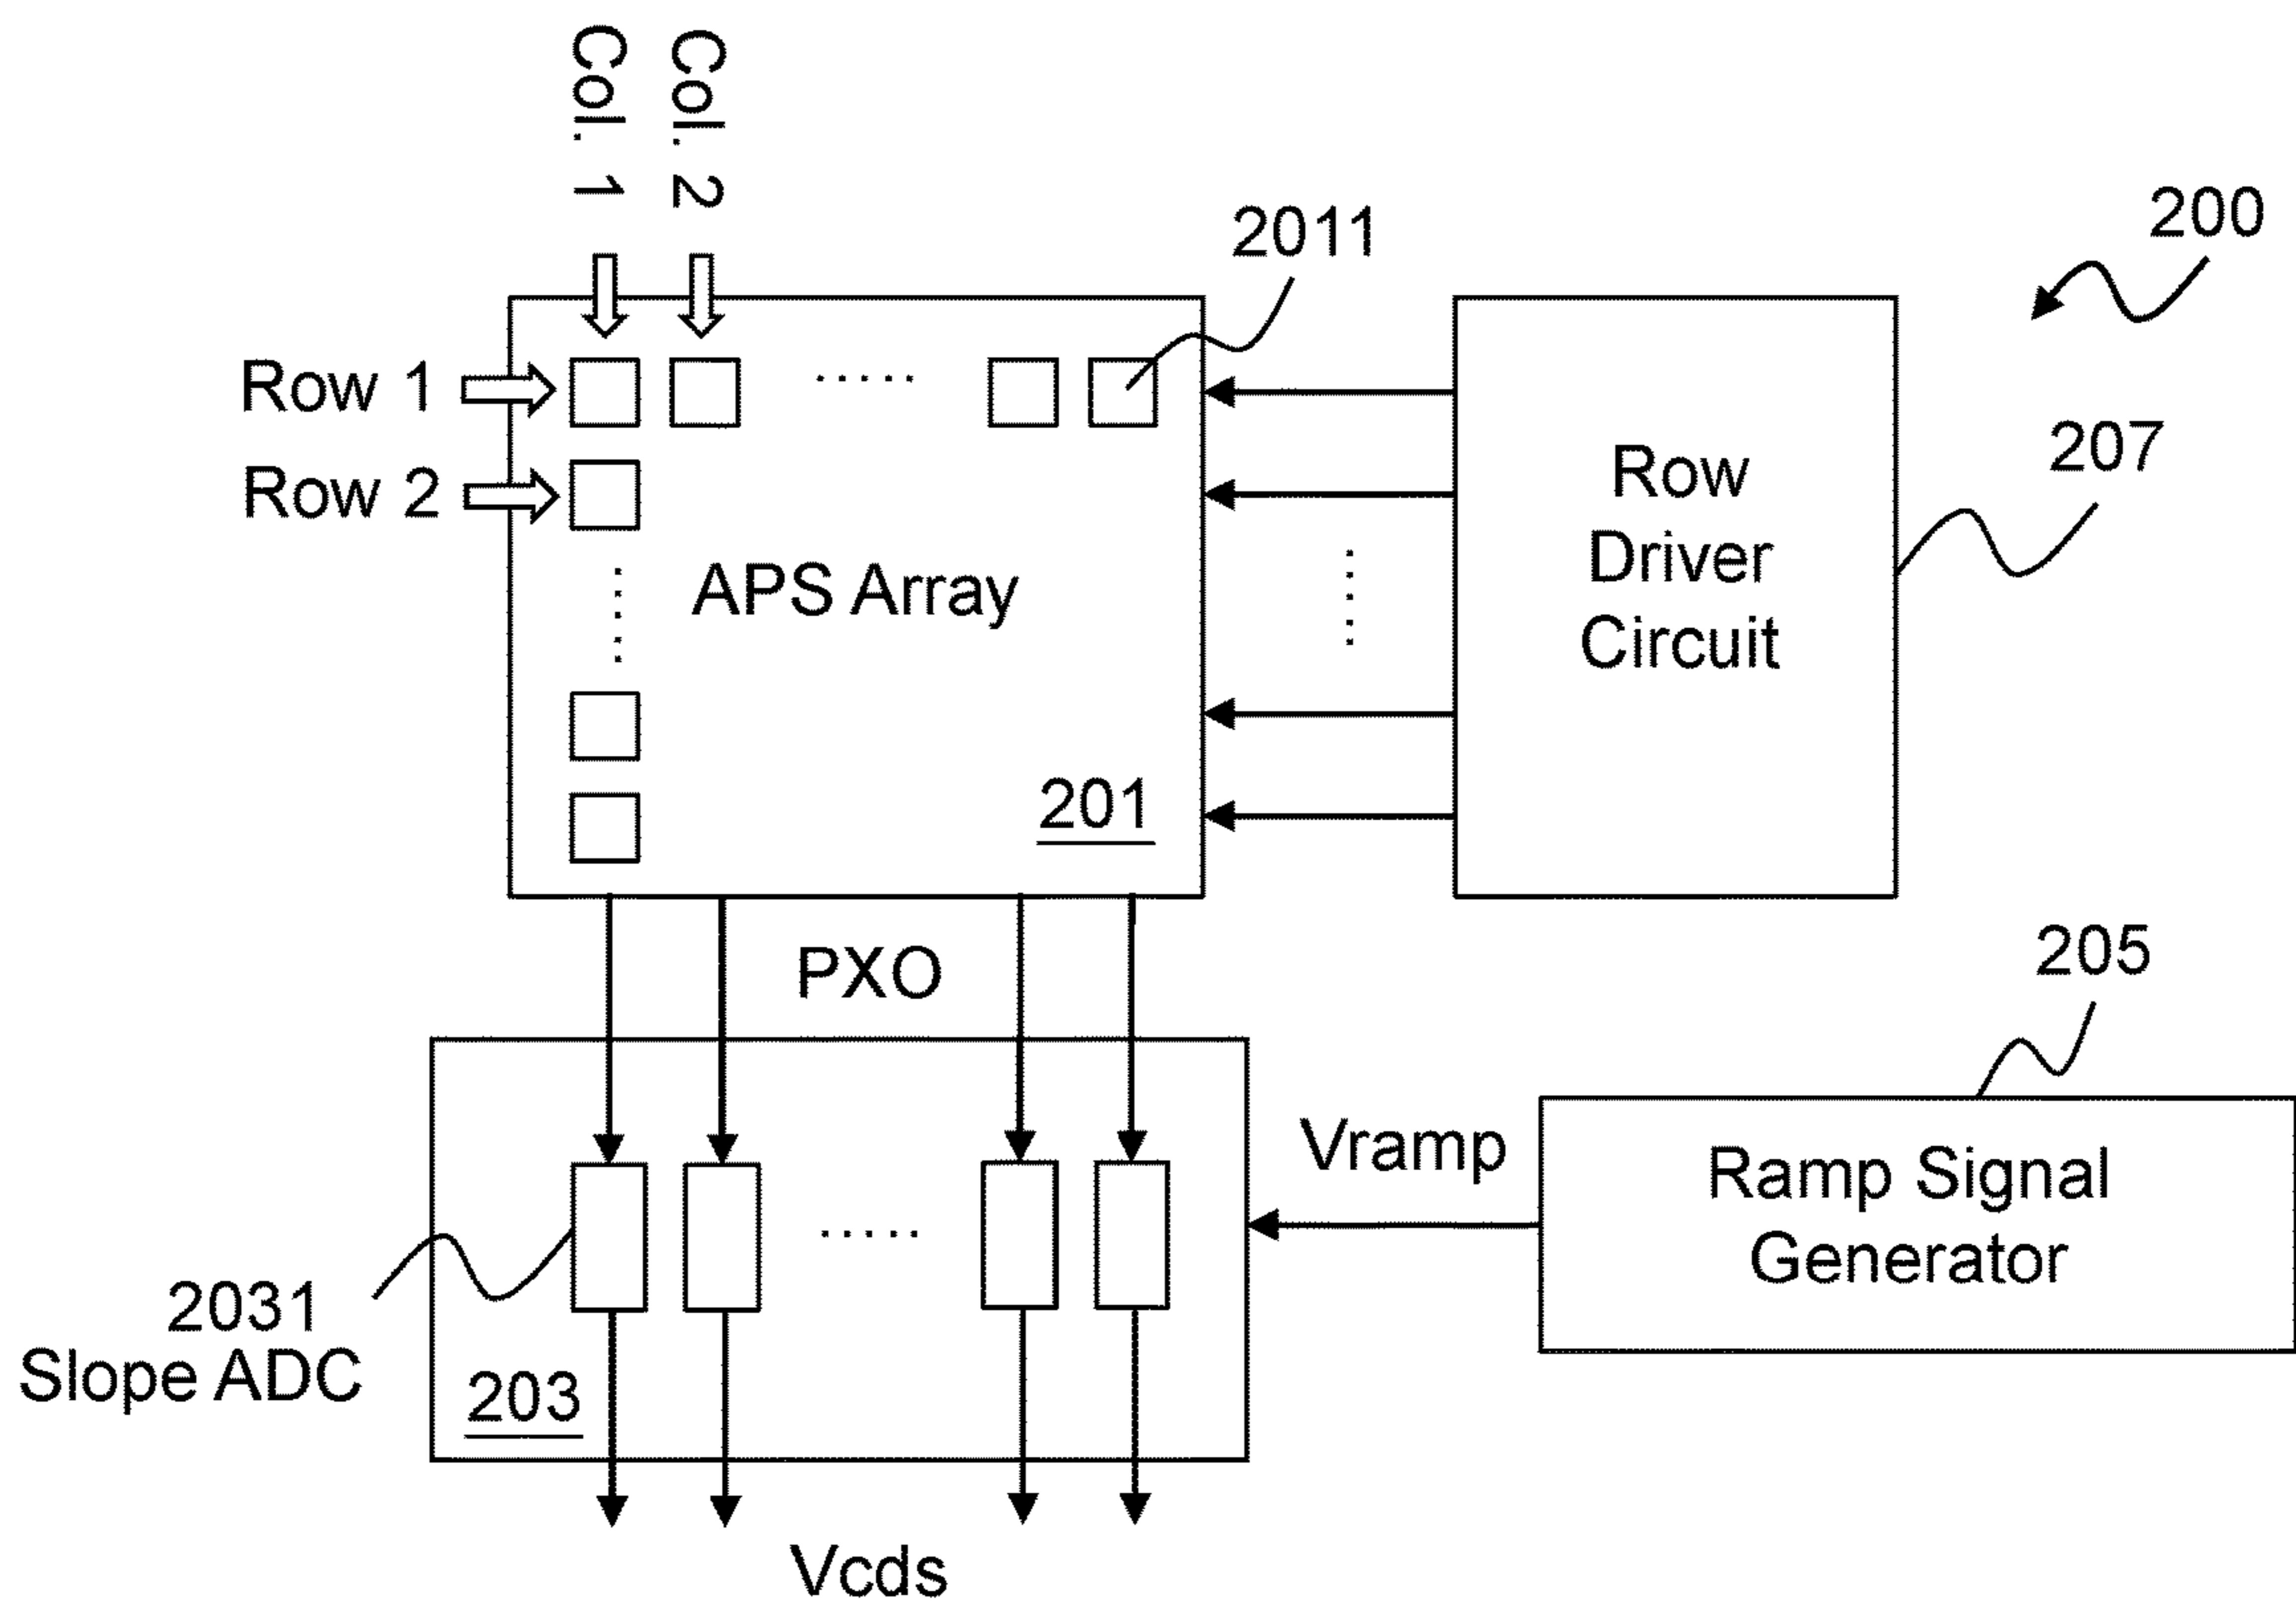 Col. 1
Col. 2
2011
200
Row 1
Row 2
207
Row
Driver
Circuit
APS Array
201
PXO
205
Vramp
Ramp Signal
Generator
2031
Slope ADC
203
Vcds